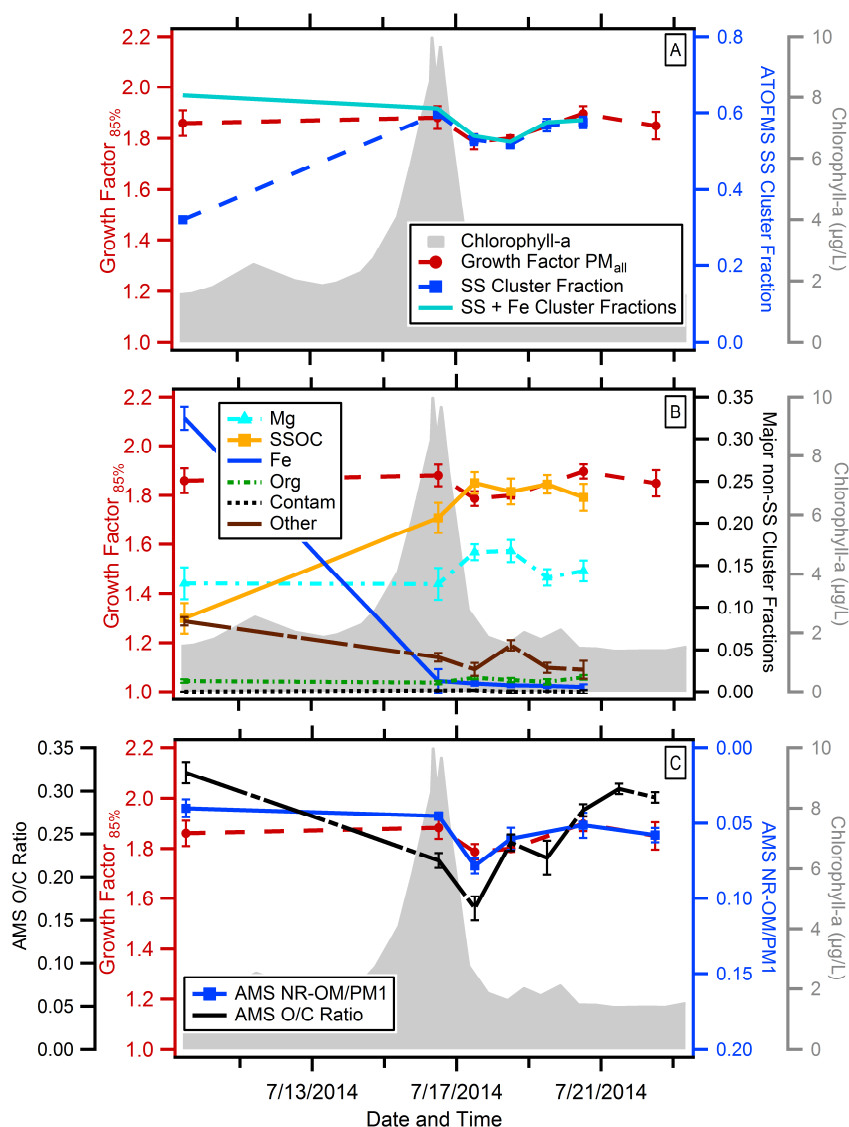 A
2.2
2.0
1.8
1.6
1.4
1.2
1.0
Growth Factor 85%
0.8
0.6
0.4
0.2
0.0
ATOFMS SS Cluster Fraction
10
8
6
4
2
0
Chlorophyll-a (µg/L)
Chlorophyll-a
Growth Factor PMall
SS Cluster Fraction
SS + Fe Cluster Fractions
B
2.2
2.0
1.8
1.6
1.4
1.2
1.0
Growth Factor 85%
Mg
SSOC
Fe
Org
Contam
Other
0.35
0.30
0.25
0.20
0.15
0.10
0.05
0.00
Major non-SS Cluster Fractions
10
8
6
4
2
0
Chlorophyll-a (µg/L)
C
0.35
0.30
0.25
0.20
0.15
0.10
0.05
0.00
AMS O/C Ratio
2.2
2.0
1.8
1.6
1.4
1.2
1.0
Growth Factor 85%
AMS NR-OM/PM1
AMS O/C Ratio
0.00
0.05
0.10
0.15
0.20
AMS NR-OM/PM1
10
8
6
4
2
0
Chlorophyll-a (µg/L)
7/13/2014
7/17/2014
7/21/2014
Date and Time